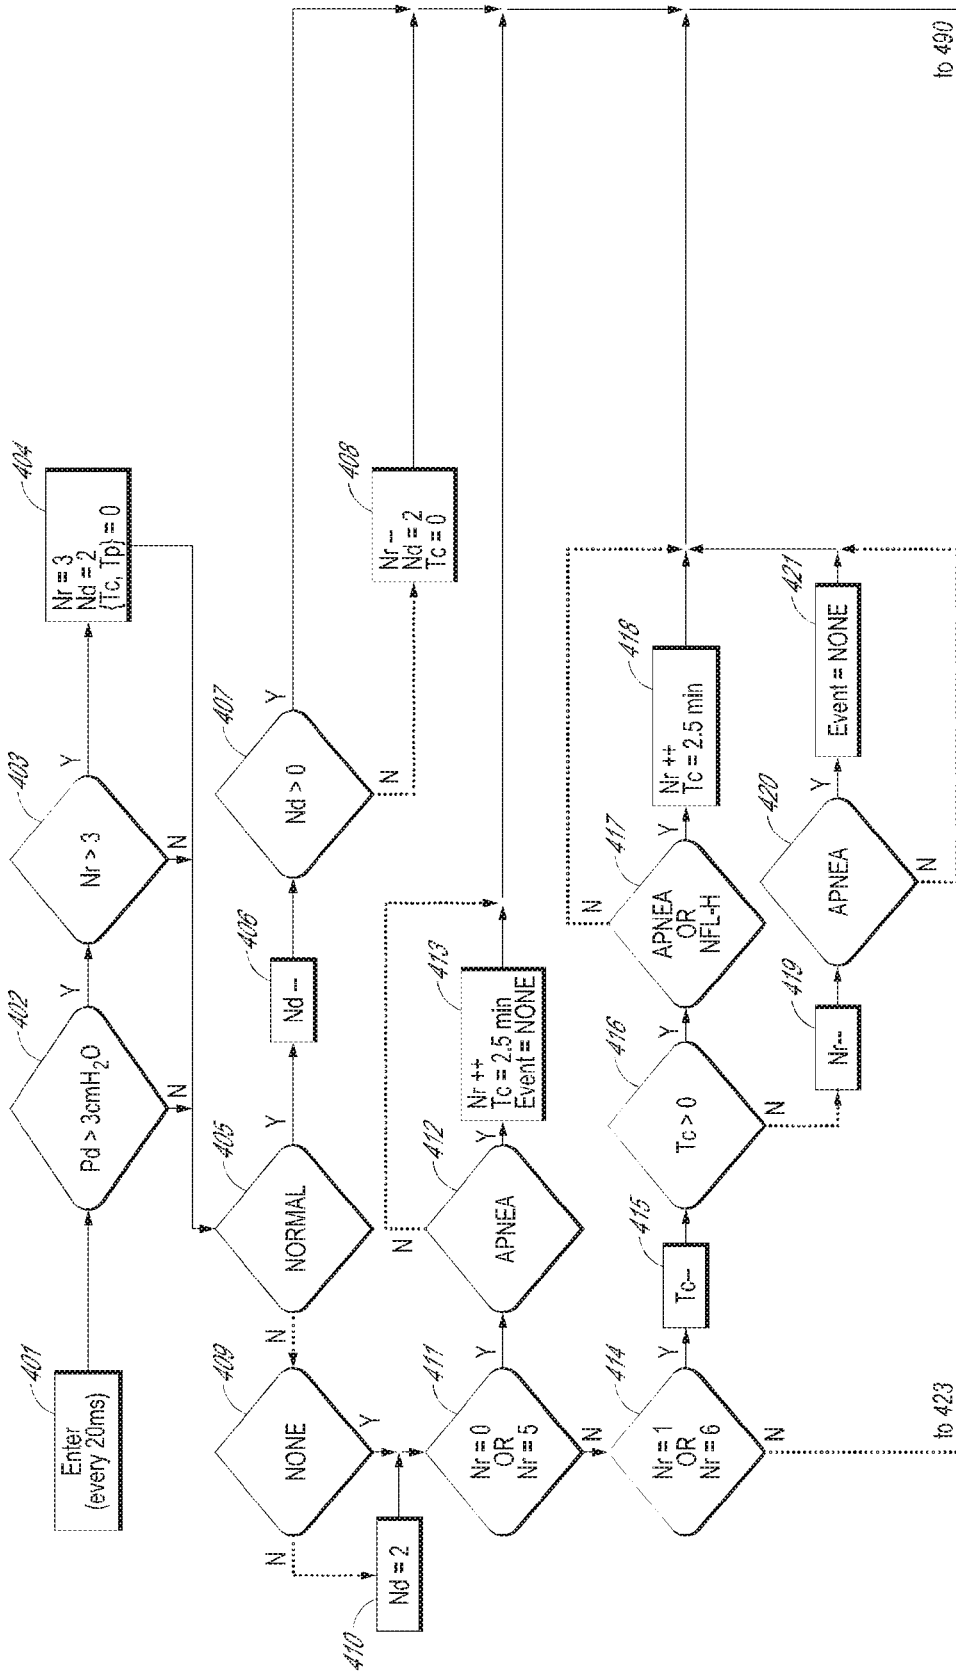 401
Enter
(every 20ms)
402
Pd > 3cmH₂O
Y
N
403
Nr > 3
Y
N
404
Nr = 3
Nd = 2
{Tc, Tp} = 0
405
NORMAL
Y
N
406
Nd --
407
Nd > 0
Y
N
408
Nr --
Nd = 2
Tc = 0
409
NONE
Y
N
410
Nd = 2
411
Nr = 0
OR
Nr = 5
Y
N
412
APNEA
Y
N
413
Nr ++
Tc = 2.5 min
Event = NONE
414
Nr = 1
OR
Nr = 6
Y
N
415
Tc--
416
Tc > 0
Y
N
417
APNEA
OR
NFL-H
Y
N
418
Nr ++
Tc = 2.5 min
419
Nr--
420
APNEA
Y
N
421
Event = NONE
to 423
to 490